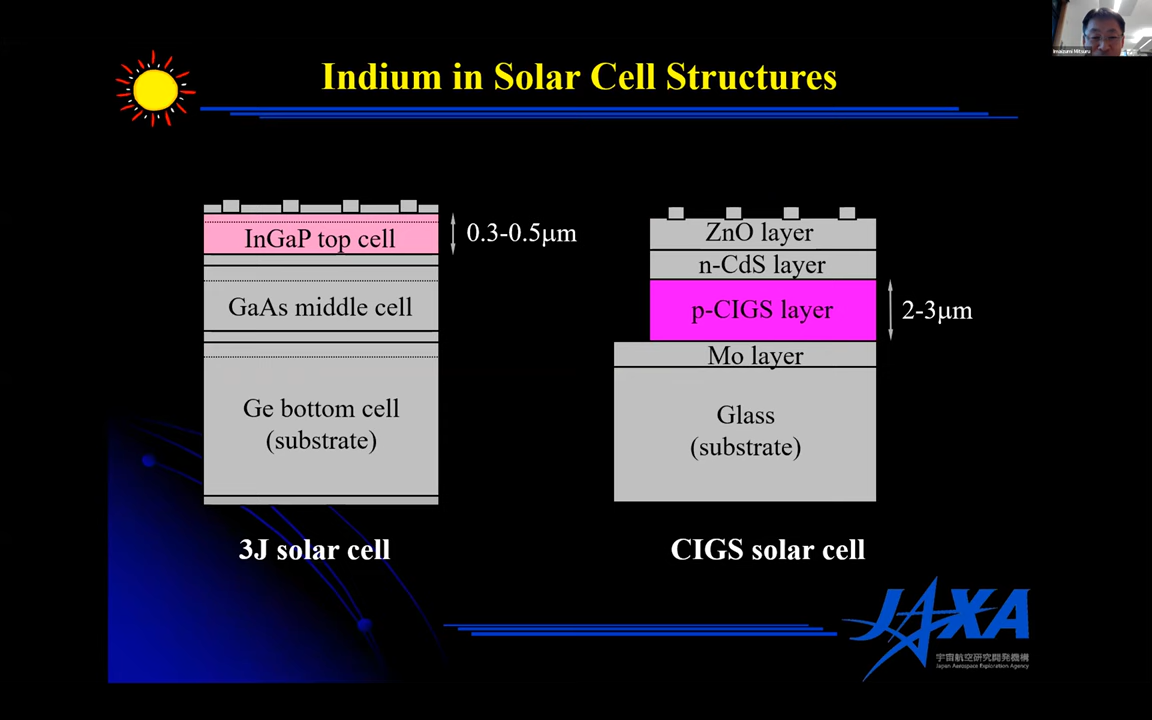 Imaizumi Mitsuru
Indium in Solar Cell Structures
InGaP top cell
0.3-0.5μm
GaAs middle cell
Ge bottom cell
(substrate)
3J solar cell
ZnO layer
n-CdS layer
p-CIGS layer
2-3μm
Mo layer
Glass
(substrate)
CIGS solar cell
JAXA
宇宙航空研究開発機構
Japan Aerospace Exploration Agency